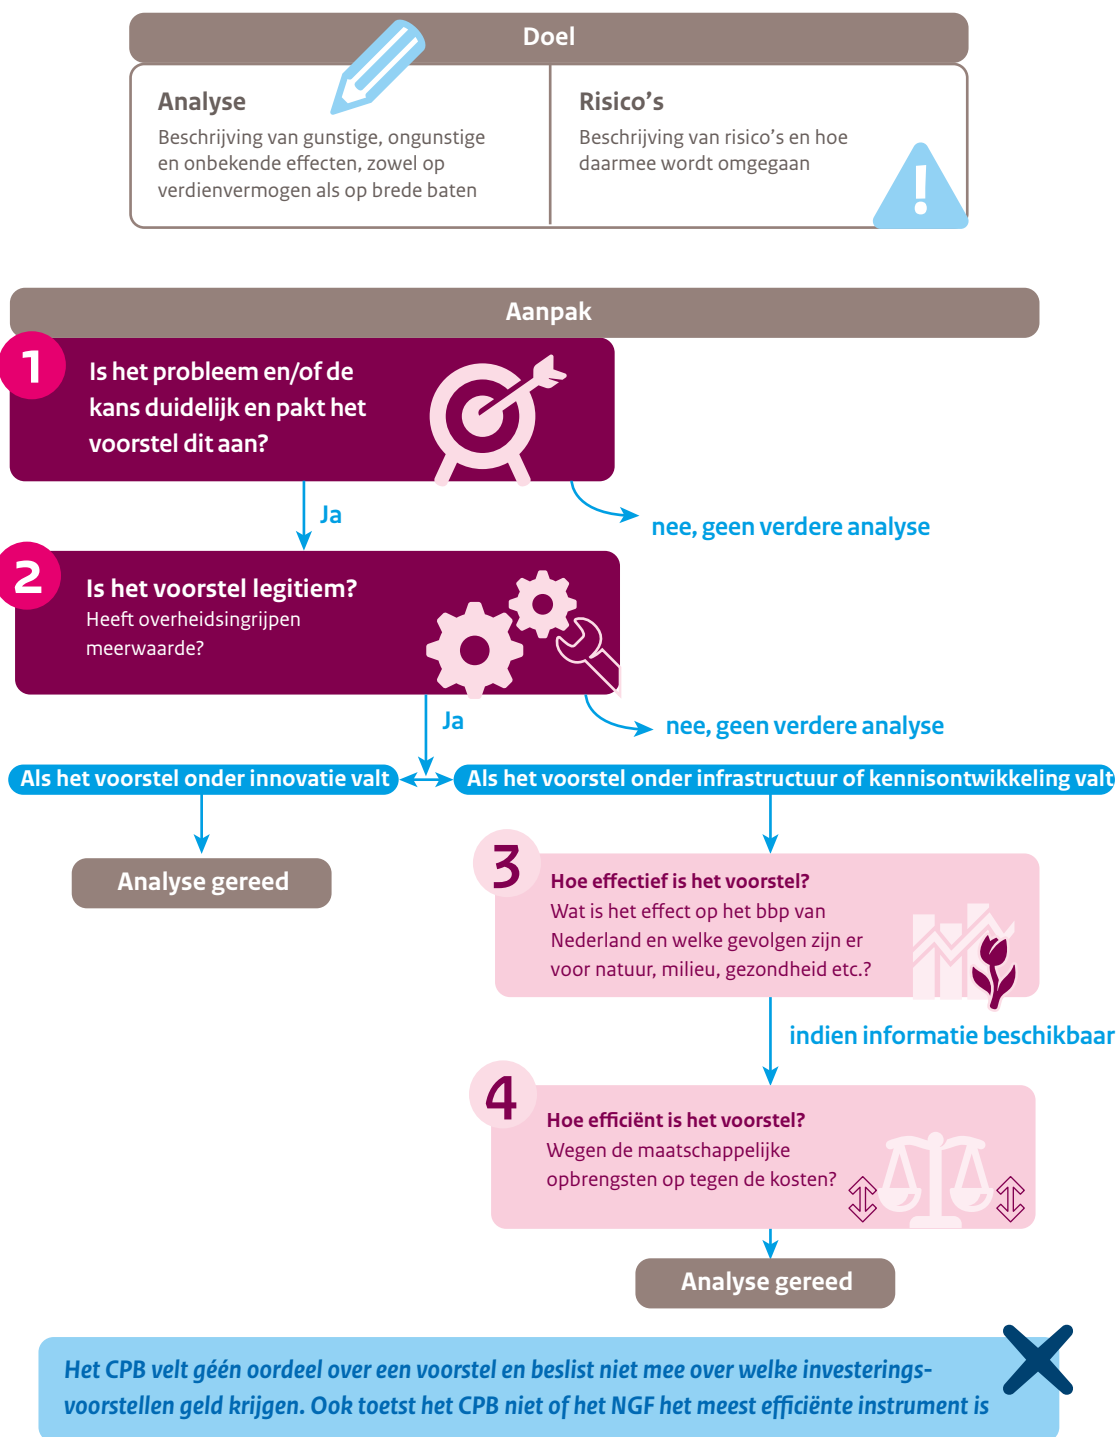 Doel
Analyse
Beschrijving van gunstige, ongunstige
en onbekende effecten, zowel op
verdienvermogen als op brede baten
Risico's
Beschrijving van risico's en hoe
daarmee wordt omgegaan
!
Aanpak
1
Is het probleem en/of de
kans duidelijk en pakt het
voorstel dit aan?
Ja
nee, geen verdere analyse
2
Is het voorstel legitiem?
Heeft overheidsingrijpen
meerwaarde?
Ja
nee, geen verdere analyse
Als het voorstel onder innovatie valt
Als het voorstel onder infrastructuur of kennisontwikkeling valt
Analyse gereed
3
Hoe effectief is het voorstel?
Wat is het effect op het bbp van
Nederland en welke gevolgen zijn er
voor natuur, milieu, gezondheid etc.?
indien informatie beschikbaar
4
Hoe efficiënt is het voorstel?
Wegen de maatschappelijke
opbrengsten op tegen de kosten?
Analyse gereed
Het CPB velt géén oordeel over een voorstel en beslist niet mee over welke investerings-
voorstellen geld krijgen. Ook toetst het CPB niet of het NGF het meest efficiënte instrument is